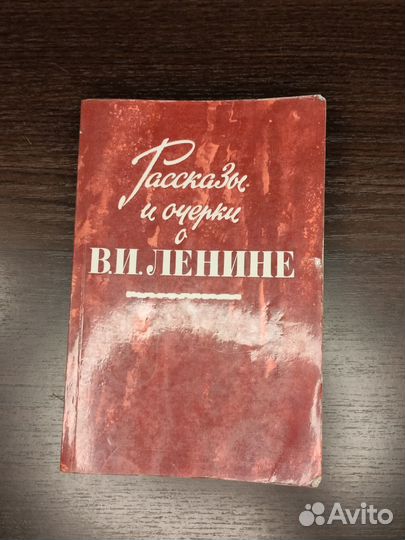 Рассказы
и очерки
о
В.И. ЛЕНИНЕ
Avito